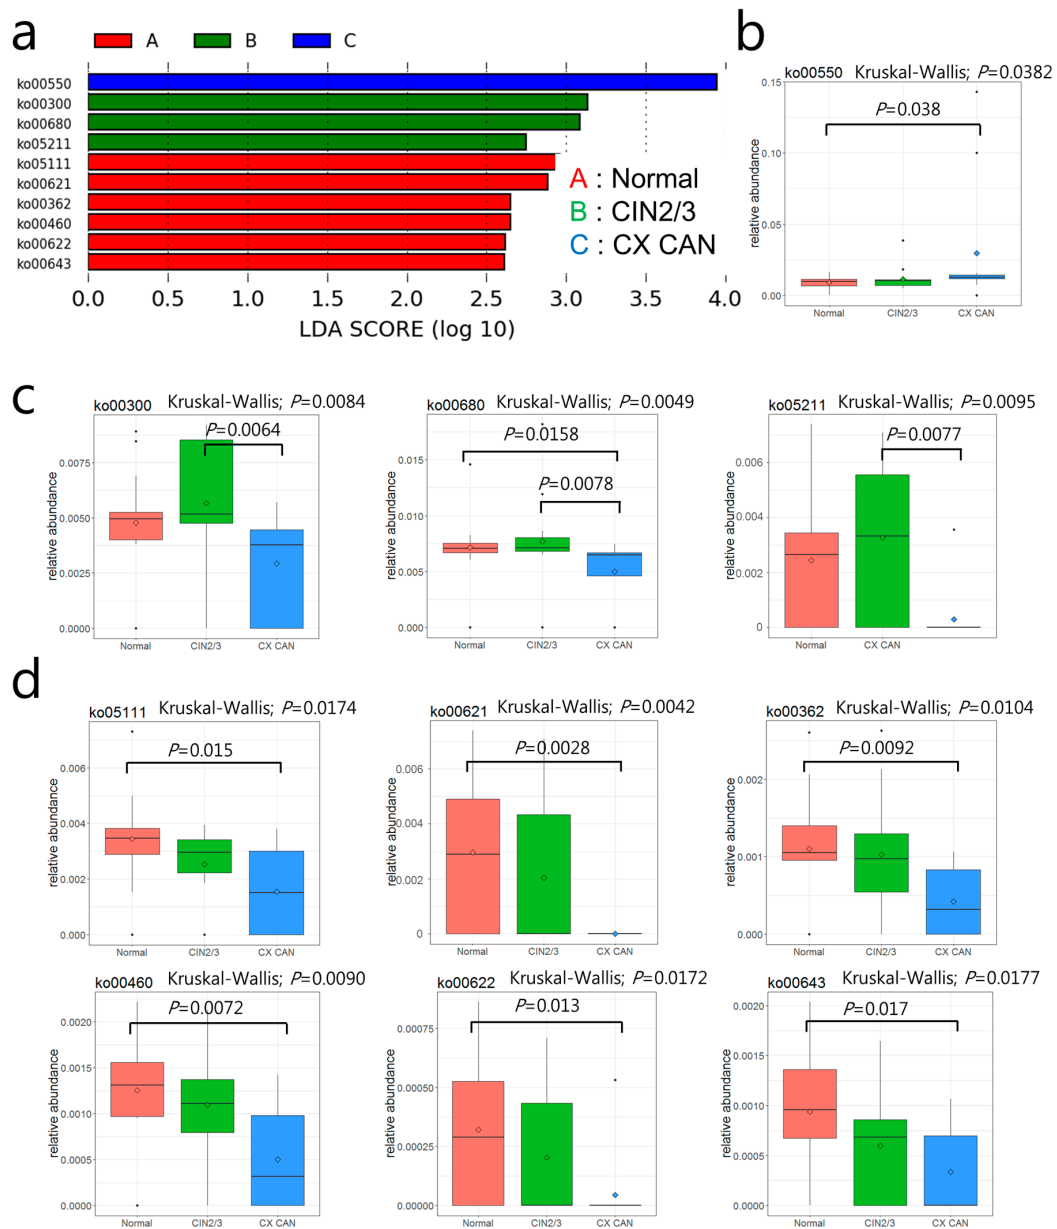 a
A B C
ko00550
ko00300
ko00680
ko05211
ko05111
ko00621
ko00362
ko00460
ko00622
ko00643
A : Normal
B : CIN2/3
C : CX CAN
0.0 0.5 1.0 1.5 2.0 2.5 3.0 3.5 4.0
LDA SCORE (log 10)
b
ko00550 Kruskal-Wallis; P=0.0382
P=0.038
relative abundance
0.15
0.10
0.05
0.00
Normal CIN2/3 CX CAN
c
ko00300 Kruskal-Wallis; P=0.0084
P=0.0064
relative abundance
0.0075
0.0050
0.0025
0.0000
Normal CIN2/3 CX CAN
ko00680 Kruskal-Wallis; P=0.0049
P=0.0158
P=0.0078
relative abundance
0.015
0.010
0.005
0.000
Normal CIN2/3 CX CAN
ko05211 Kruskal-Wallis; P=0.0095
P=0.0077
relative abundance
0.006
0.004
0.002
0
Normal CX CAN
d
ko05111 Kruskal-Wallis; P=0.0174
P=0.015
relative abundance
0.006
0.004
0.002
0.000
Normal CIN2/3 CX CAN
ko00621 Kruskal-Wallis; P=0.0042
P=0.0028
relative abundance
0.006
0.004
0.002
0
Normal CIN2/3 CX CAN
ko00362 Kruskal-Wallis; P=0.0104
P=0.0092
relative abundance
0.002
0.001
0.000
Normal CIN2/3 CX CAN
ko00460 Kruskal-Wallis; P=0.0090
P=0.0072
relative abundance
0.0020
0.0015
0.0010
0.0005
0.0000
Normal CIN2/3 CX CAN
ko00622 Kruskal-Wallis; P=0.0172
P=0.013
relative abundance
0.00075
0.00050
0.00025
0.00000
Normal CIN2/3 CX CAN
ko00643 Kruskal-Wallis; P=0.0177
P=0.017
relative abundance
0.0020
0.0015
0.0010
0.0005
0.0000
Normal CIN2/3 CX CAN